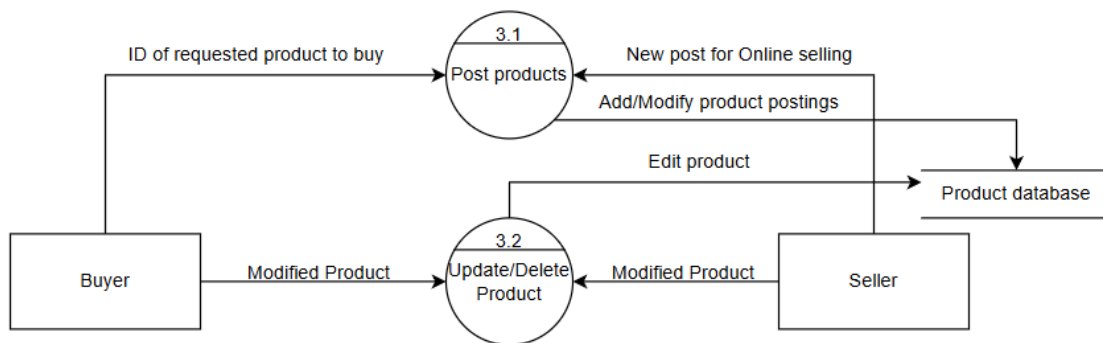 3.1
ID of requested product to buy
Post products
New post for Online selling
Add/Modify product postings
Edit product
Product database
3.2
Buyer
Modified Product
Update/Delete
Product
Modified Product
Seller